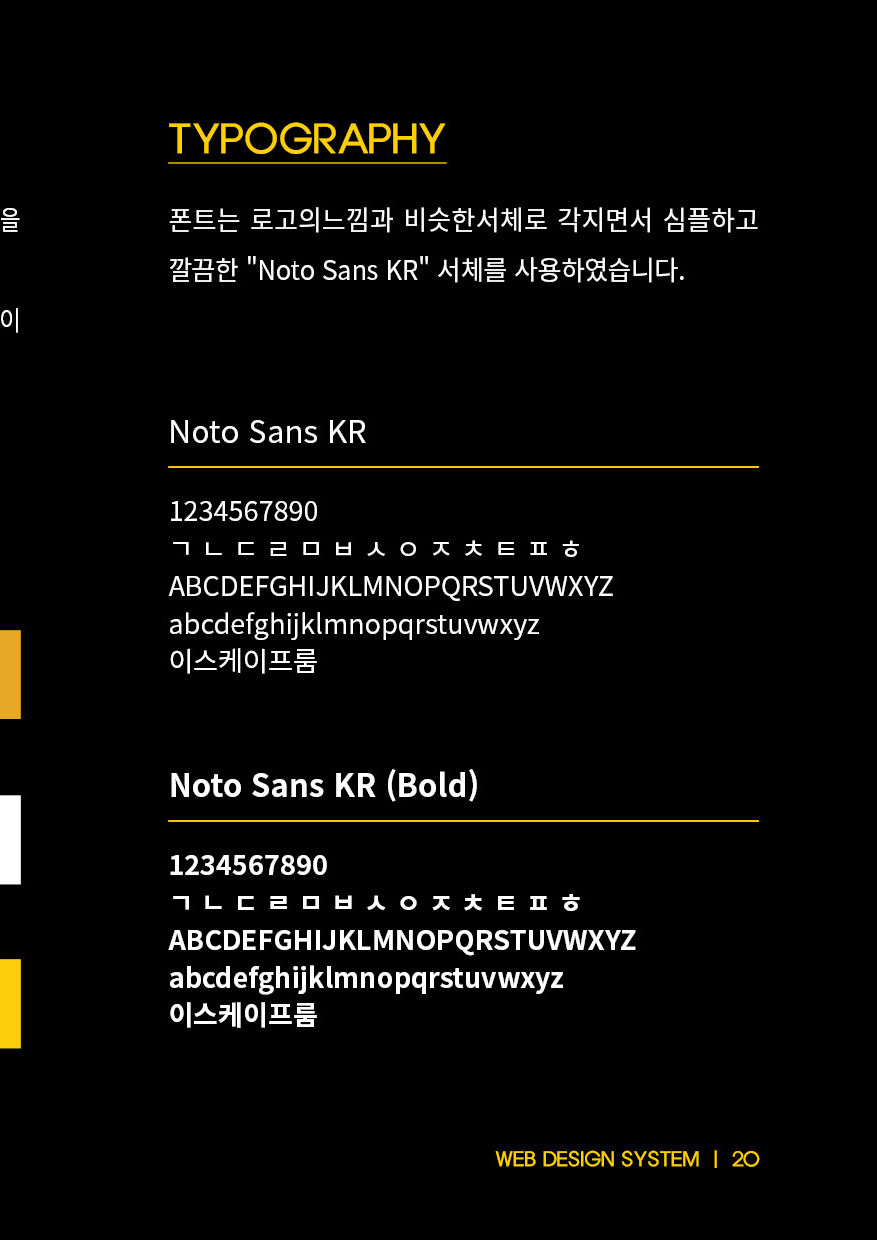 TYPOGRAPHY
을
폰트는 로고의느낌과 비슷한서체로 각지면서 심플하고
깔끔한 "Noto Sans KR" 서체를 사용하였습니다.
이
Noto Sans KR
1234567890
ㄱ ㄴ ㄷ ㄹ ㅁ ㅂ ㅅ ㅇ ㅈ ㅊ ㅌ ㅍ ㅎ
ABCDEFGHIJKLMNOPQRSTUVWXYZ
abcdefghijklmnopqrstuvwxyz
이스케이프룸
Noto Sans KR (Bold)
1234567890
ㄱ ㄴ ㄷ ㄹ ㅁ ㅂ ㅅ ㅇ ㅈ ㅊ ㅌ ㅍ ㅎ
ABCDEFGHIJKLMNOPQRSTUVWXYZ
abcdefghijklmnopqrstuvwxyz
이스케이프룸
WEB DESIGN SYSTEM | 20